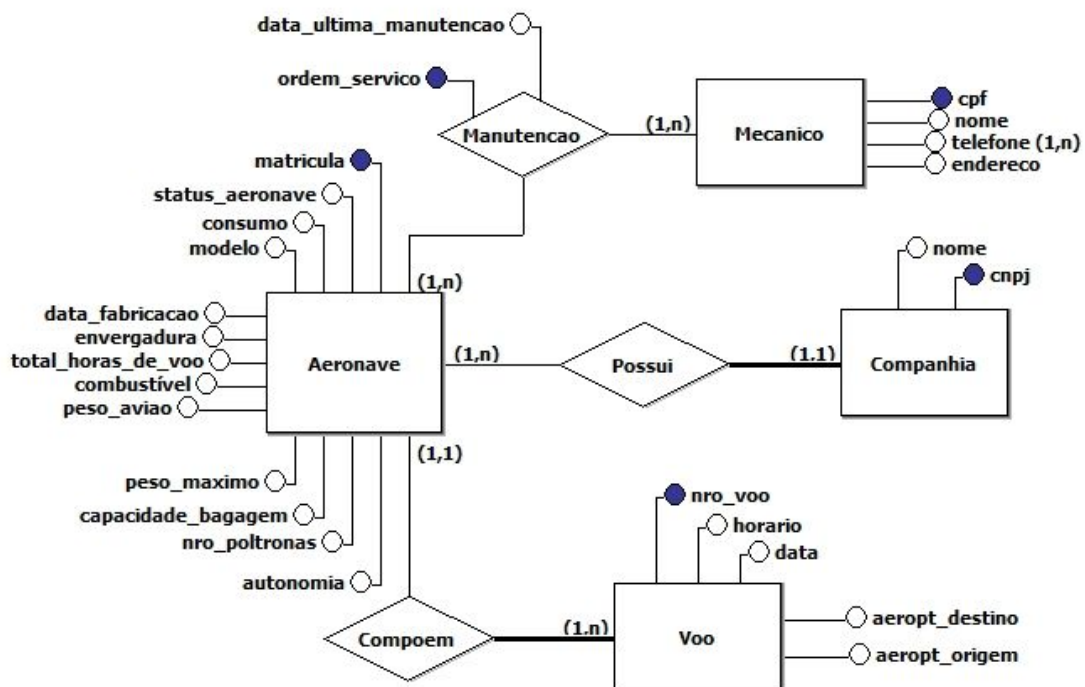 data_ultima_manutencao
ordem_servico
Manutencao
(1,n)
Mecanico
cpf
nome
telefone (1,n)
endereco
matricula
status_aeronave
consumo
modelo
(1,n)
nome
cnpj
data_fabricacao
envergadura
total_horas_de_voo
combustível
peso_aviao
Aeronave
(1,n)
Possui
(1,1)
Companhia
(1,1)
peso_maximo
capacidade_bagagem
nro_poltronas
autonomia
nro_voo
horario
data
Compoem
(1.n)
Voo
aeropt_destino
aeropt_origem